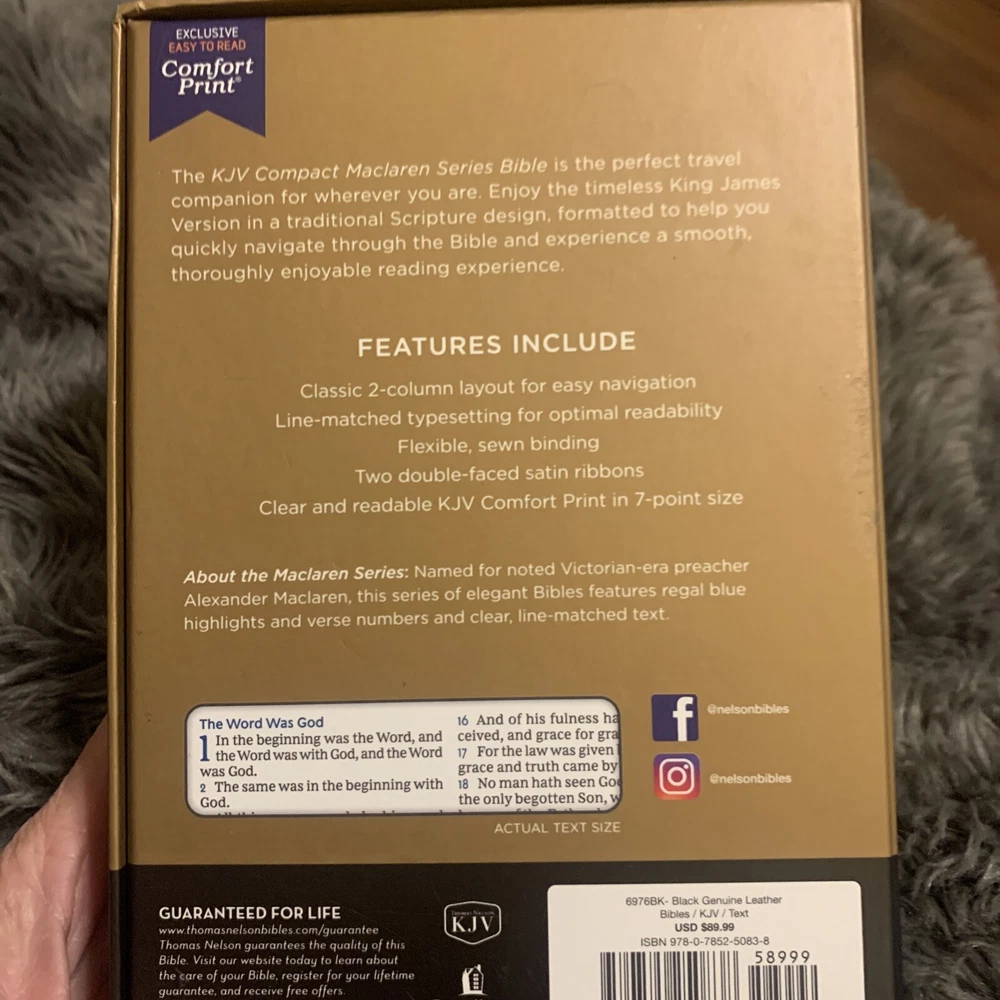 EXCLUSIVE
EASY TO READ
Comfort
Print®
The KJV Compact Maclaren Series Bible is the perfect travel
companion for wherever you are. Enjoy the timeless King James
Version in a traditional Scripture design, formatted to help you
quickly navigate through the Bible and experience a smooth,
thoroughly enjoyable reading experience.
FEATURES INCLUDE
Classic 2-column layout for easy navigation
Line-matched typesetting for optimal readability
Flexible, sewn binding
Two double-faced satin ribbons
Clear and readable KJV Comfort Print in 7-point size
About the Maclaren Series: Named for noted Victorian-era preacher
Alexander Maclaren, this series of elegant Bibles features regal blue
highlights and verse numbers and clear, line-matched text.
The Word Was God
1 In the beginning was the Word, and
the Word was with God, and the Word
was God.
2 The same was in the beginning with
God.
16 And of his fulness ha
ceived, and grace for gra
17 For the law was given
grace and truth came by
18 No man hath seen Go
the only begotten Son, w
ACTUAL TEXT SIZE
@nelsonbibles
@nelsonbibles
GUARANTEED FOR LIFE
www.thomasnelsonbibles.com/guarantee
Thomas Nelson guarantees the quality of this
Bible. Visit our website today to learn about
the care of your Bible, register for your lifetime
guarantee, and receive free offers.
THOMAS NELSON
KJV
6976BK- Black Genuine Leather
Bibles / KJV / Text
USD $89.99
ISBN 978-0-7852-5083-8
58999